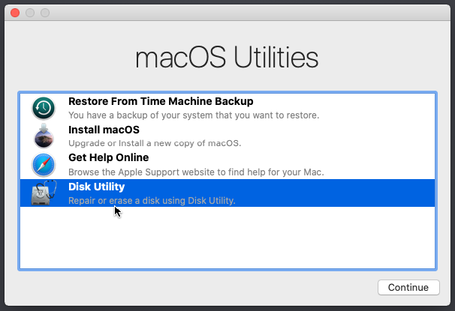 macOS Utilities
Restore From Time Machine Backup
You have a backup of your system that you want to restore.
Install macOS
Upgrade or Install a new copy of macOS.
Get Help Online
Browse the Apple Support website to find help for your Mac.
Disk Utility
Repair or erase a disk using Disk Utility.
Continue